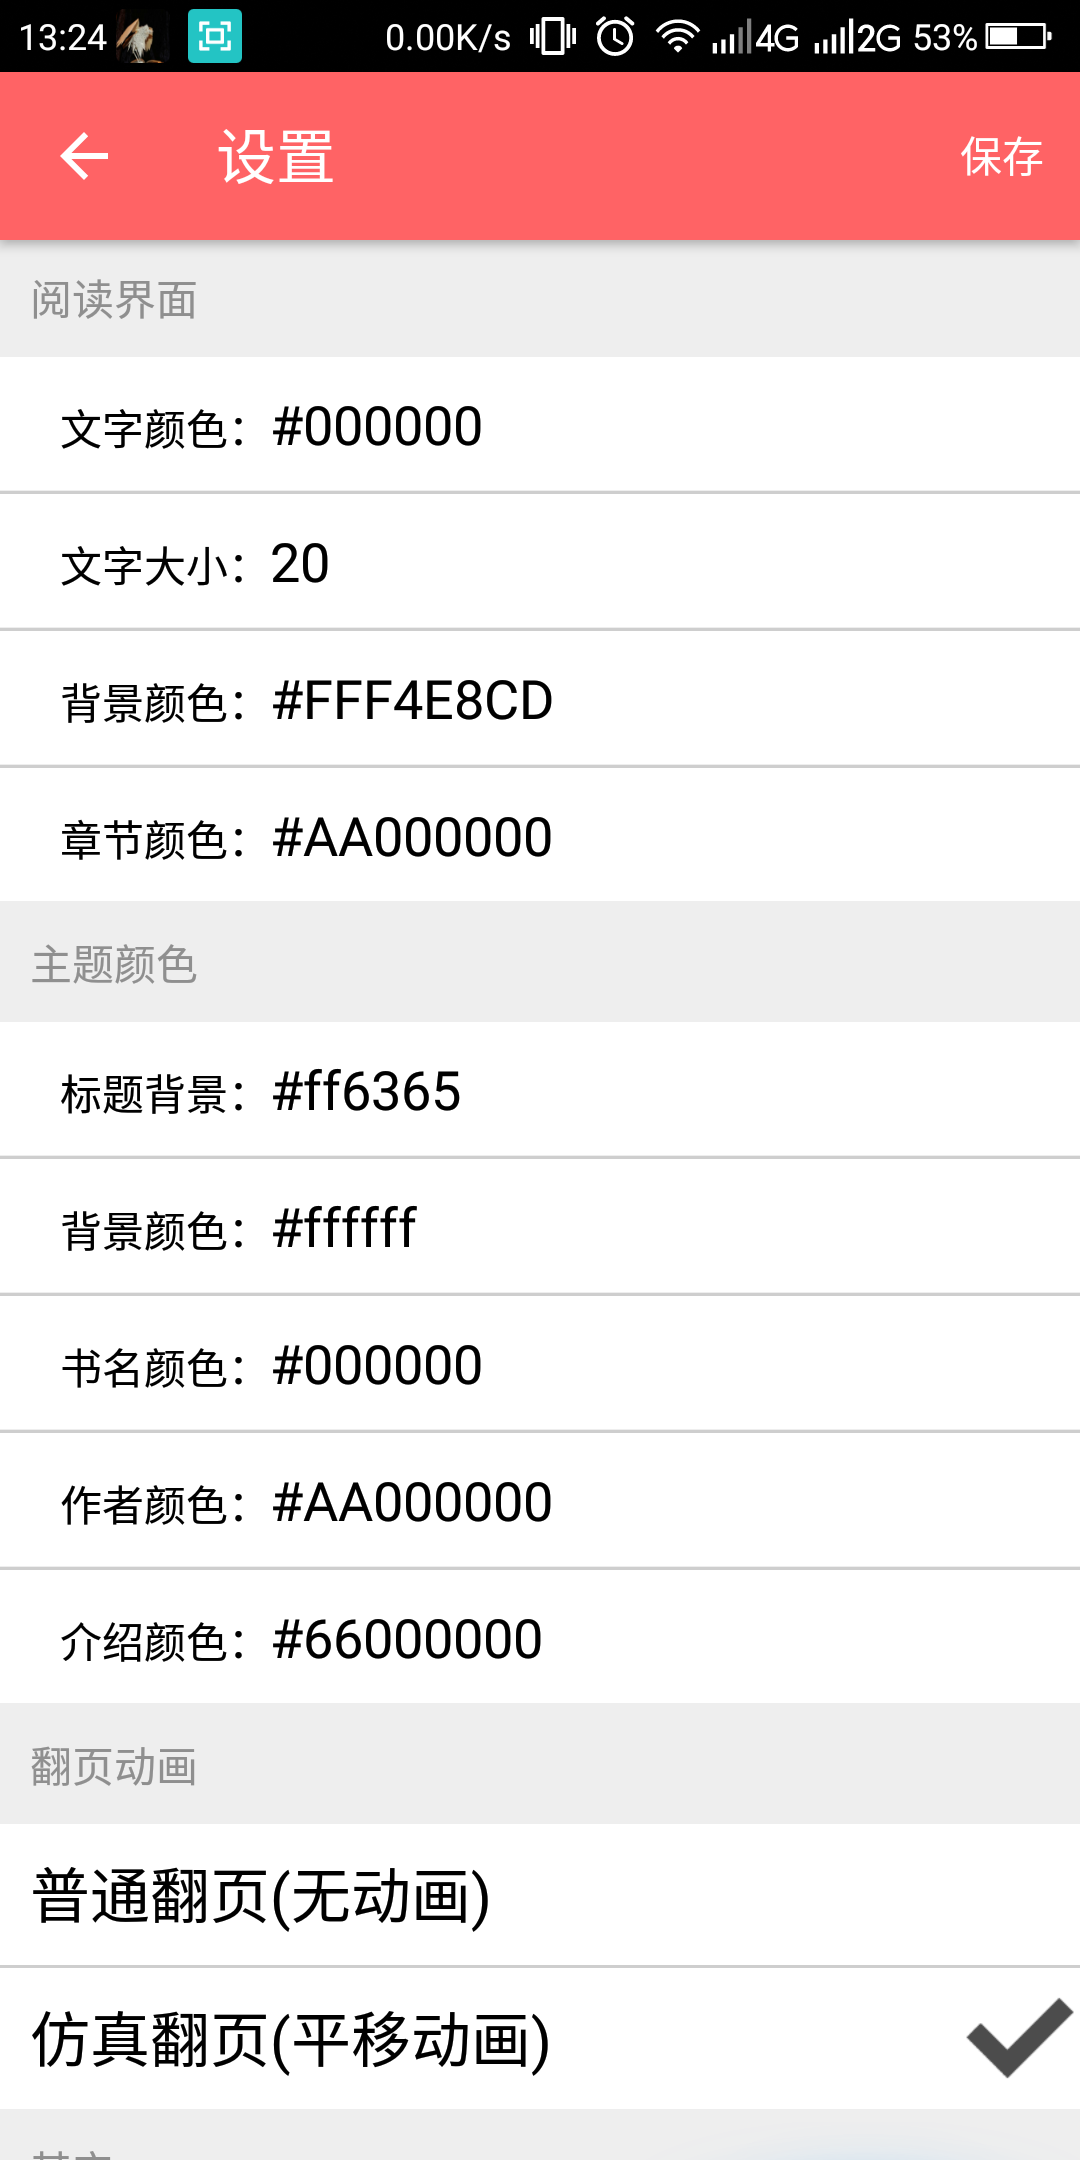 13:24 0.00K/s 4G 2G 53%
设置 保存
阅读界面
文字颜色：#000000
文字大小：20
背景颜色：#FFF4E8CD
章节颜色：#AA000000
主题颜色
标题背景：#ff6365
背景颜色：#ffffff
书名颜色：#000000
作者颜色：#AA000000
介绍颜色：#66000000
翻页动画
普通翻页(无动画)
仿真翻页(平移动画)